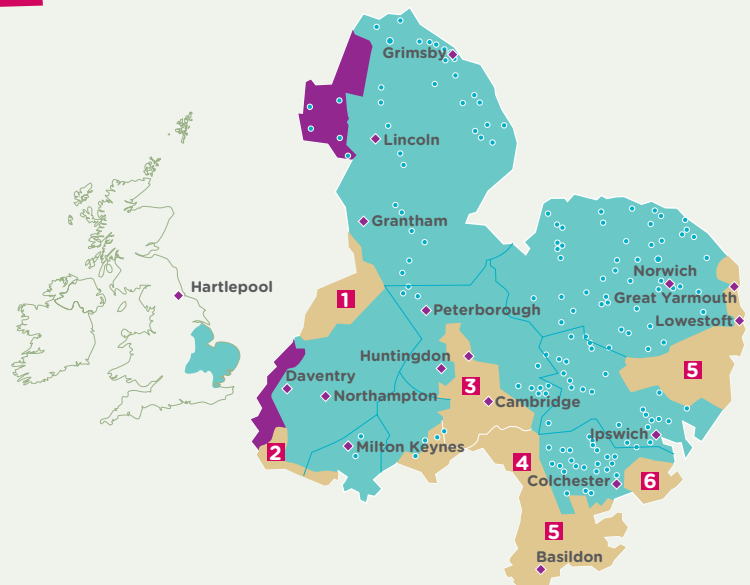 Grimsby
Lincoln
Grantham
Hartlepool
Norwich
Great Yarmouth
1
Peterborough
Lowestoft
Huntingdon
5
Daventry
3
Northampton
Cambridge
Ipswich
Milton Keynes
2
4
Colchester
6
5
Basildon